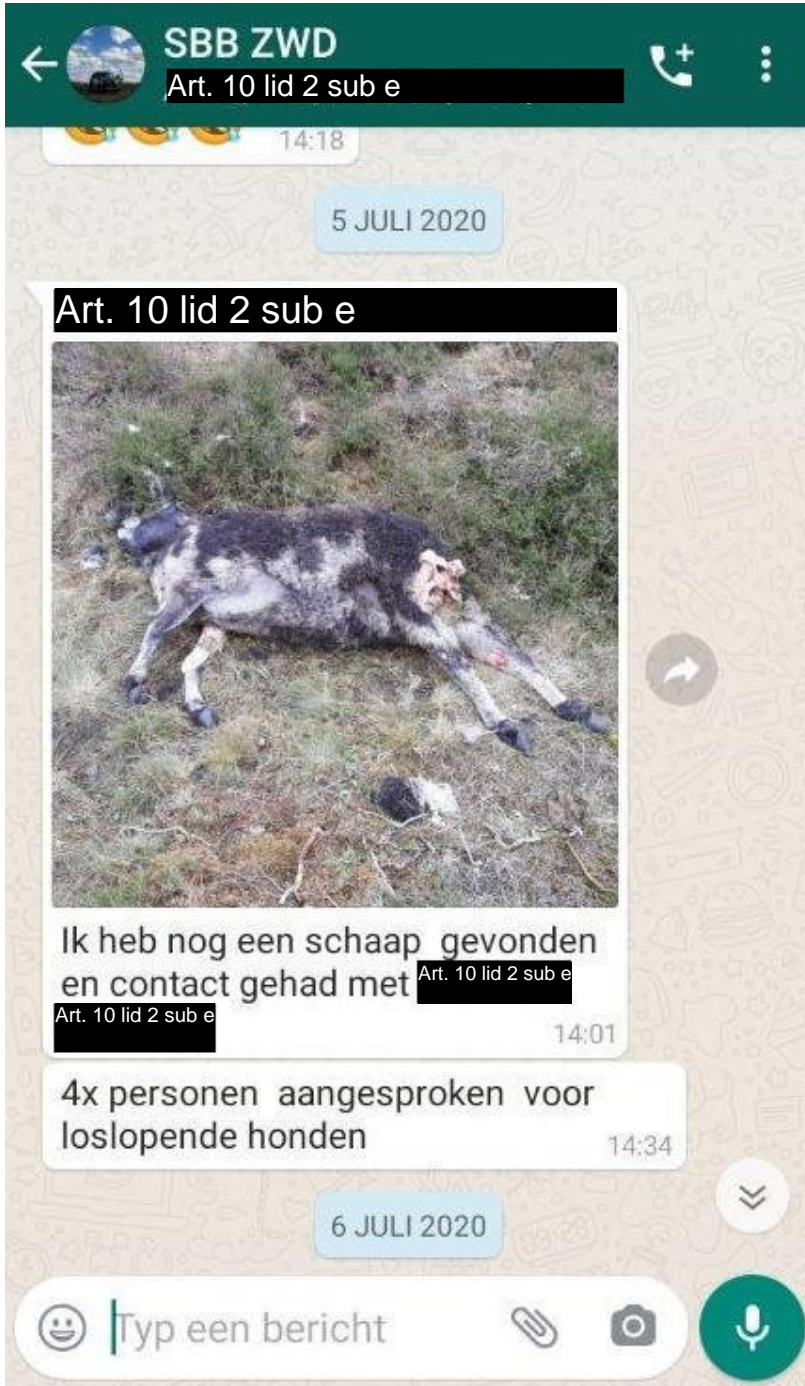 SBB ZWD
Art. 10 lid 2 sub e
14:18
5 JULI 2020
Art. 10 lid 2 sub e
Ik heb nog een schaap gevonden
en contact gehad met Art. 10 lid 2 sub e
Art. 10 lid 2 sub e
14:01
4x personen aangesproken voor
loslopende honden
14:34
6 JULI 2020
Typ een bericht